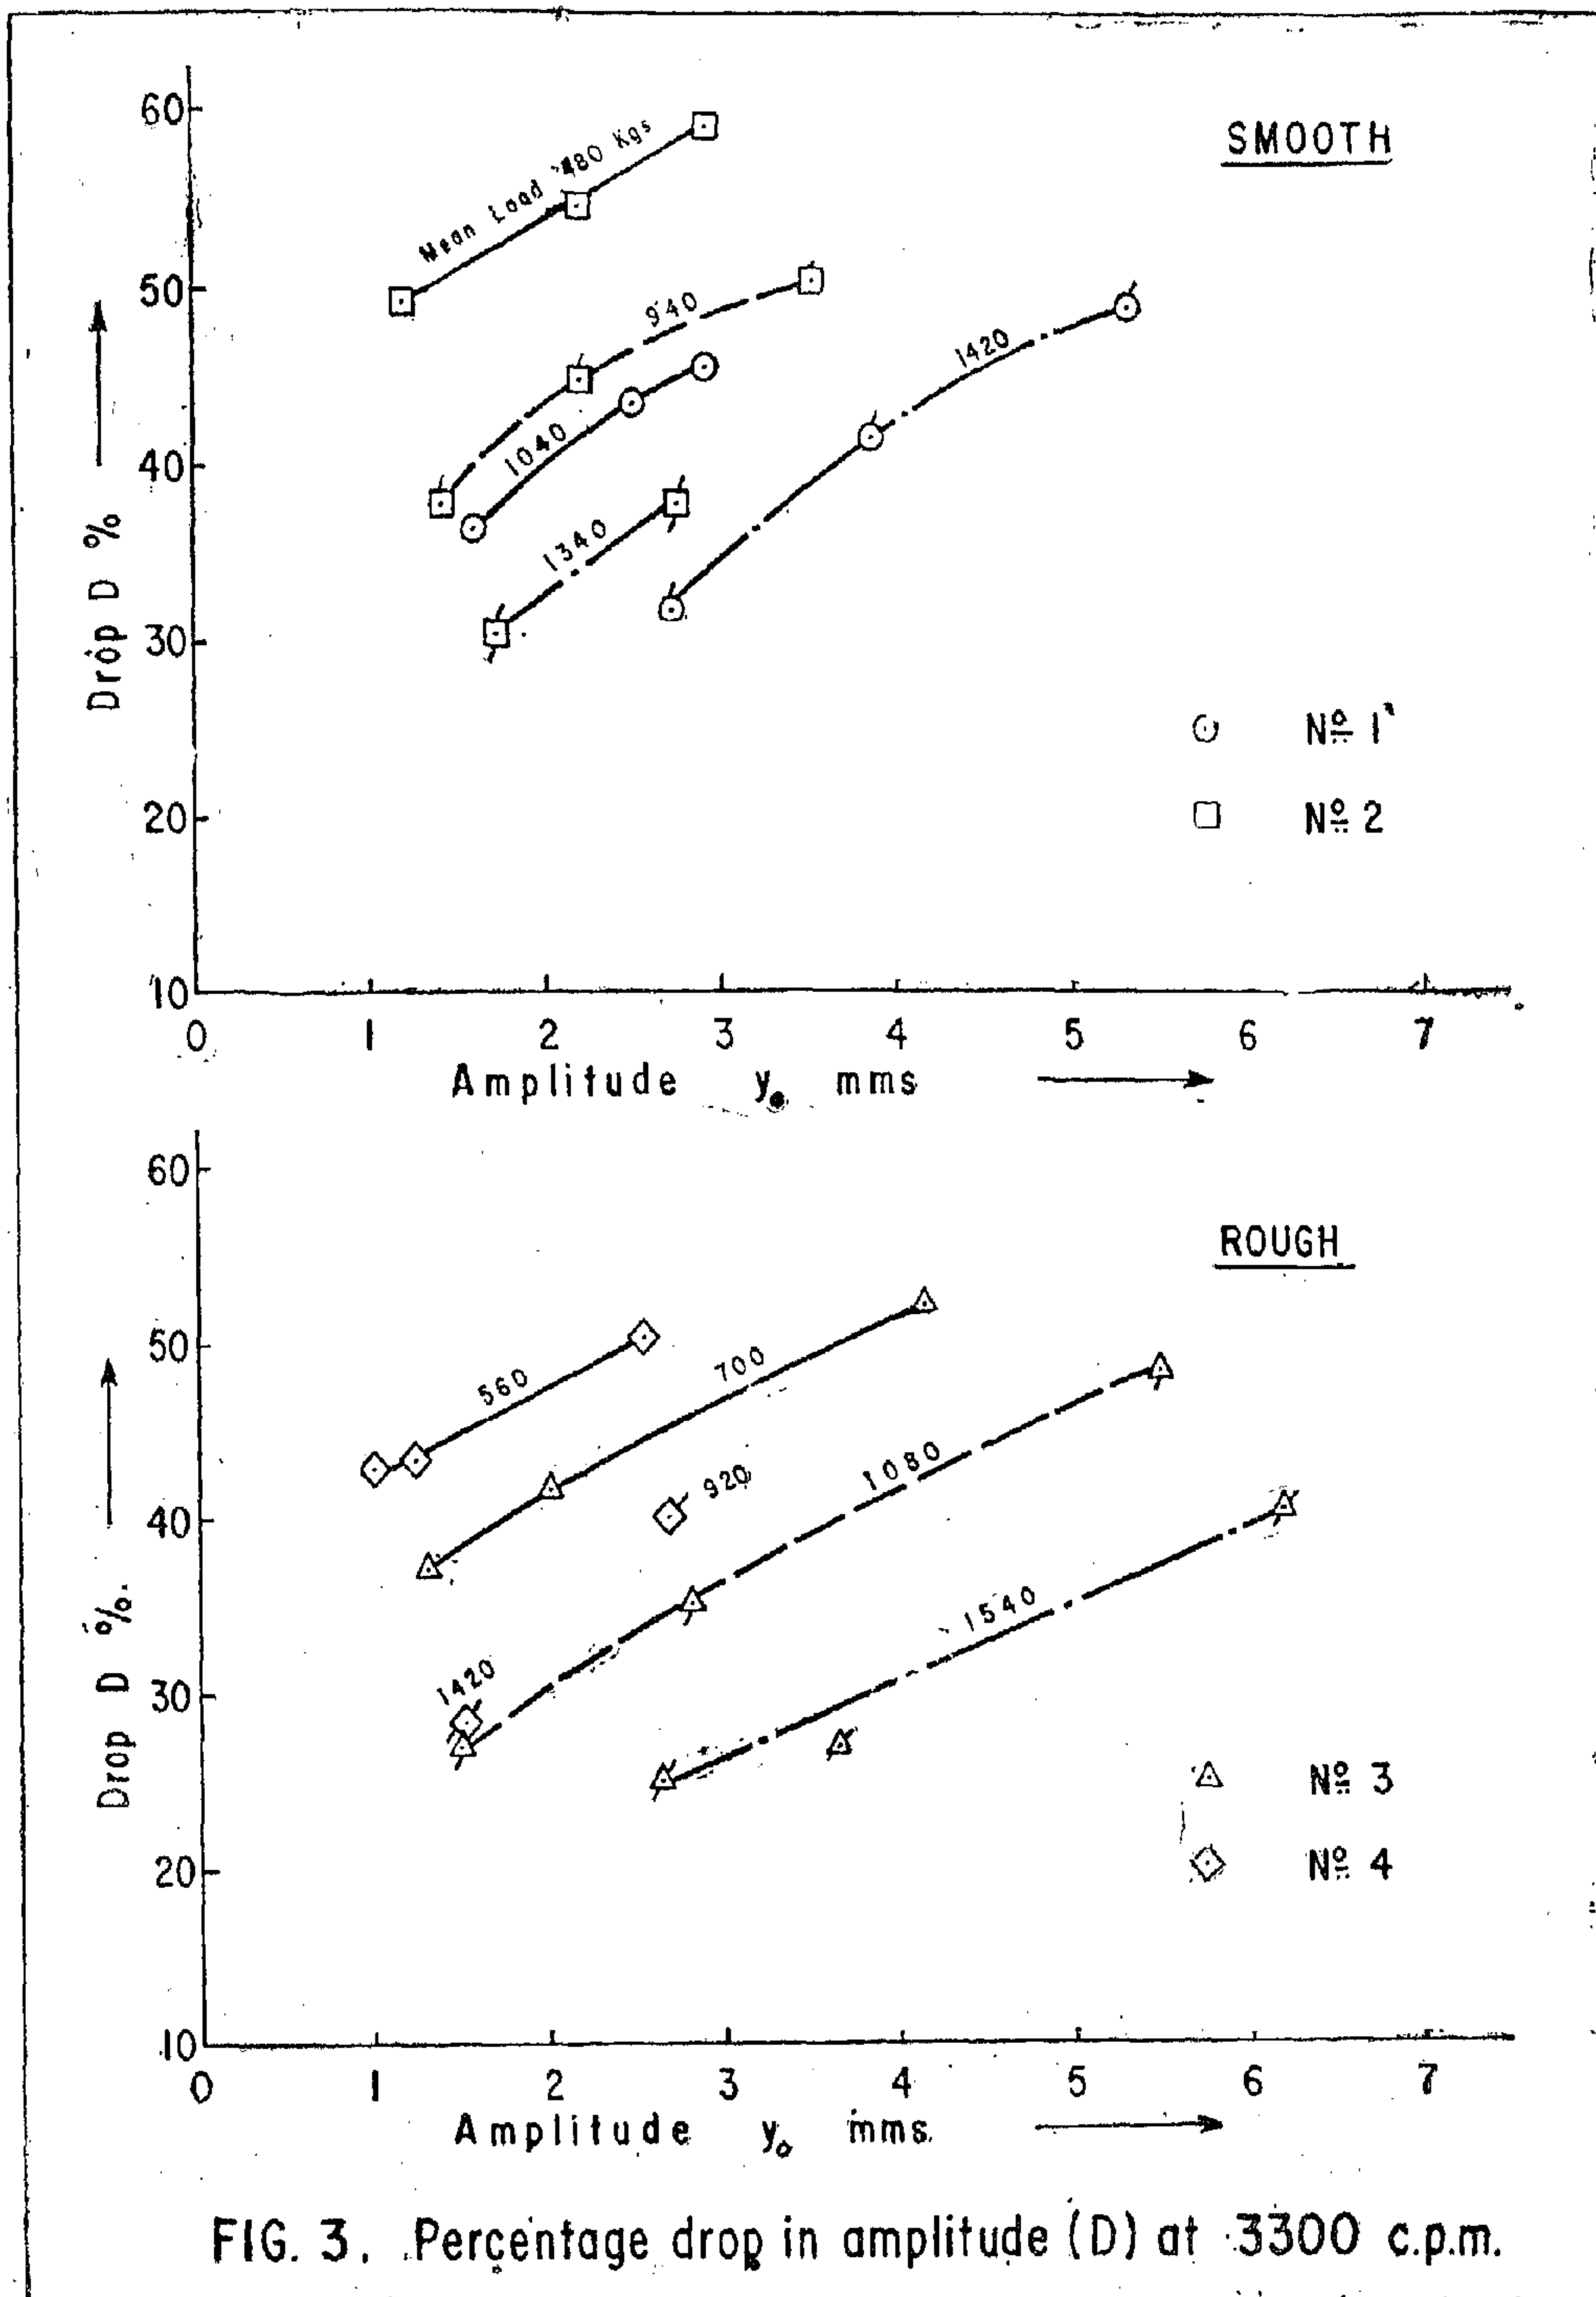 SMOOTH
60
50
40
30
20
10
Drop D %
Mean Load 480 Kgs
940
1040
1340
1420
Nº 1
Nº 2
0 1 2 3 4 5 6 7
Amplitude y₀ mms
ROUGH
60
50
40
30
20
10
Drop D %.
560
700
920
1080
1420
1540
Nº 3
Nº 4
0 1 2 3 4 5 6 7
Amplitude y₀ mms.
FIG. 3. Percentage drop in amplitude (D) at 3300 c.p.m.